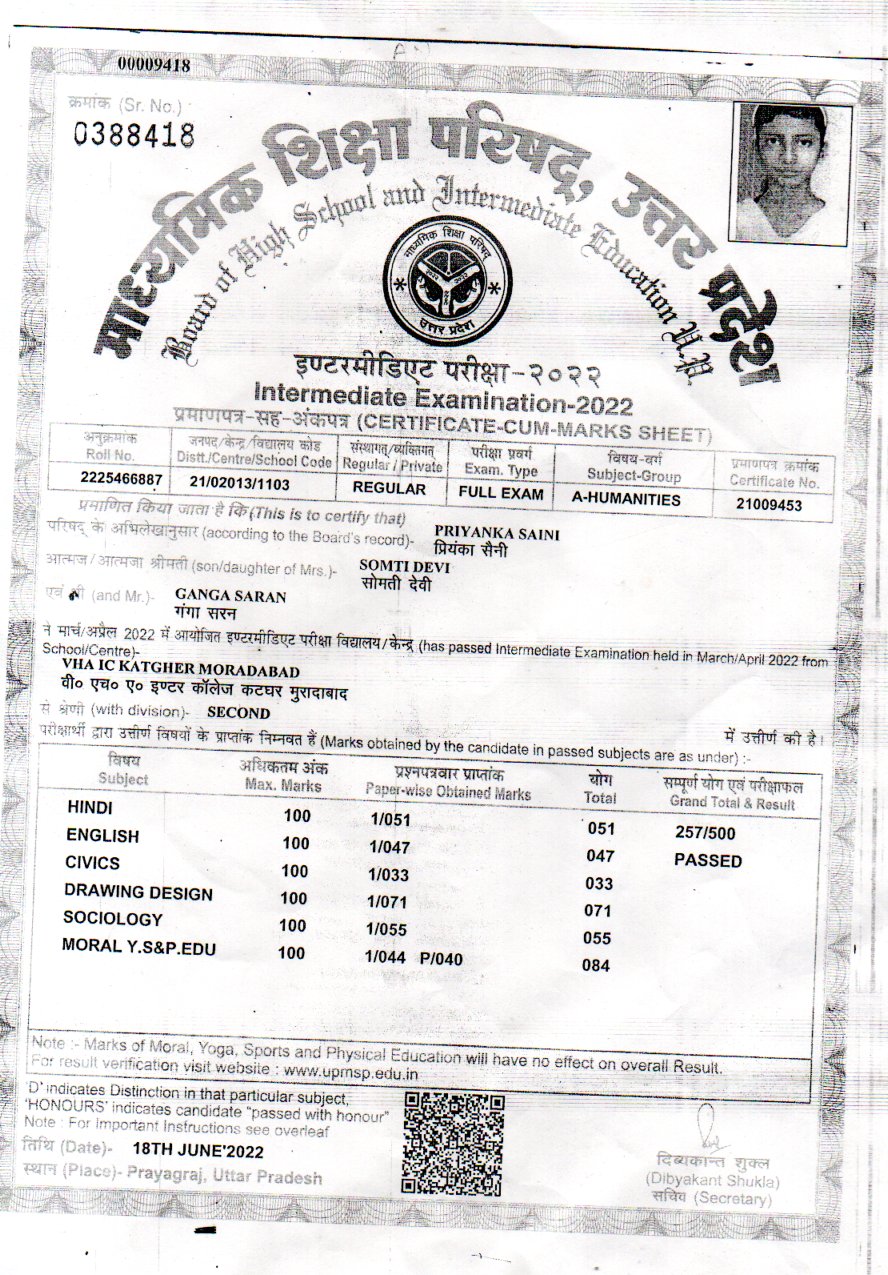 00009418
क्रमांक (Sr. No.) :
0388418
माध्यमिक शिक्षा परिषद्, उत्तर प्रदेश
Board of High School and Intermediate Education U.P.
माध्यमिक शिक्षा परिषद्
उत्तर प्रदेश
इण्टरमीडिएट परीक्षा-२०२२
Intermediate Examination-2022
प्रमाणपत्र-सह-अंकपत्र (CERTIFICATE-CUM-MARKS SHEET)
अनुक्रमांक जनपद/केन्द्र/विद्यालय कोड संस्थागत/व्यक्तिगत परीक्षा प्रवर्ग विषय-वर्ग प्रमाणपत्र क्रमांक
Roll No. Distt./Centre/School Code Regular / Private Exam. Type Subject-Group Certificate No.
2225466887 21/02013/1103 REGULAR FULL EXAM A-HUMANITIES 21009453
प्रमाणित किया जाता है कि (This is to certify that)
परिषद् के अभिलेखानुसार (according to the Board's record)- PRIYANKA SAINI
प्रियंका सैनी
आत्मज/आत्मजा श्रीमती (son/daughter of Mrs.)- SOMTI DEVI
सोमती देवी
एवं श्री (and Mr.)- GANGA SARAN
गंगा सरन
ने मार्च/अप्रैल 2022 में आयोजित इण्टरमीडिएट परीक्षा विद्यालय/केन्द्र (has passed Intermediate Examination held in March/April 2022 from
School/Centre)-
VHA IC KATGHER MORADABAD
वी० एच० ए० इण्टर कॉलेज कटघर मुरादाबाद
से श्रेणी (with division)- SECOND में उत्तीर्ण की है।
परीक्षार्थी द्वारा उत्तीर्ण विषयों के प्राप्तांक निम्नवत हैं (Marks obtained by the candidate in passed subjects are as under) :-
विषय अधिकतम अंक प्रश्नपत्रवार प्राप्तांक योग सम्पूर्ण योग एवं परीक्षाफल
Subject Max. Marks Paper-wise Obtained Marks Total Grand Total & Result
HINDI 100 1/051 051 257/500
ENGLISH 100 1/047 047 PASSED
CIVICS 100 1/033 033
DRAWING DESIGN 100 1/071 071
SOCIOLOGY 100 1/055 055
MORAL Y.S&P.EDU 100 1/044 P/040 084
Note :- Marks of Moral, Yoga, Sports and Physical Education will have no effect on overall Result.
For result verification visit website : www.upmsp.edu.in
'D' indicates Distinction in that particular subject,
'HONOURS' indicates candidate "passed with honour"
Note : For Important Instructions see overleaf
तिथि (Date)- 18TH JUNE'2022
स्थान (Place)- Prayagraj, Uttar Pradesh
दिब्यकान्त शुक्ल
(Dibyakant Shukla)
सचिव (Secretary)